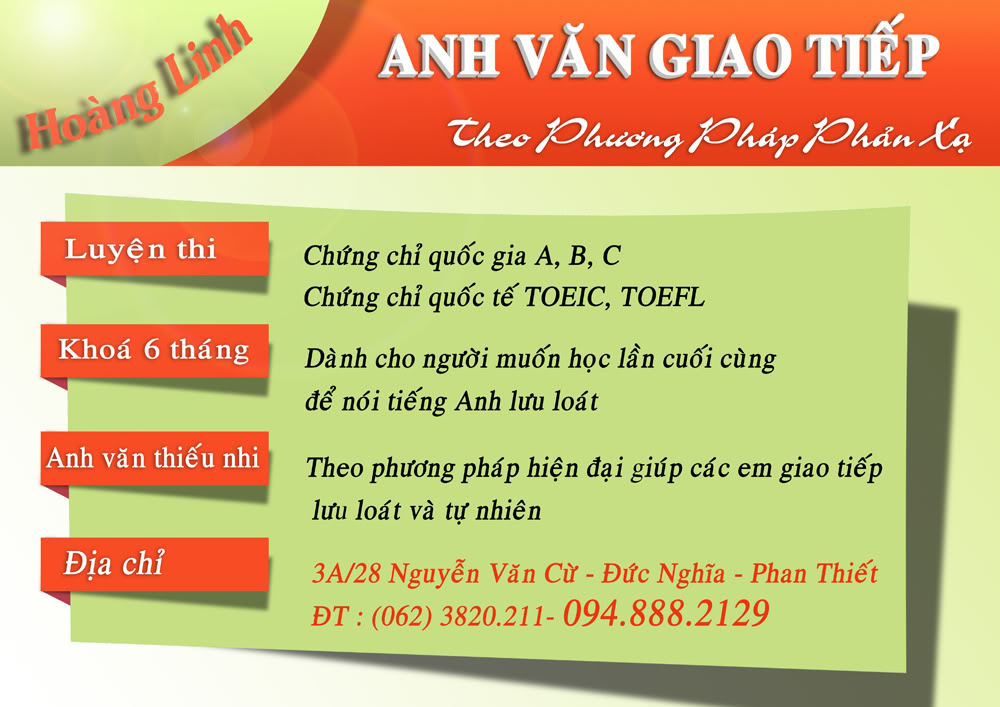 Hoàng Linh
ANH VĂN GIAO TIẾP
Theo Phương Pháp Phản Xạ
Luyện thi
Chứng chỉ quốc gia A, B, C
Chứng chỉ quốc tế TOEIC, TOEFL
Khoá 6 tháng
Dành cho người muốn học lần cuối cùng
để nói tiếng Anh lưu loát
Anh văn thiếu nhi
Theo phương pháp hiện đại giúp các em giao tiếp
lưu loát và tự nhiên
Địa chỉ
3A/28 Nguyễn Văn Cừ - Đức Nghĩa - Phan Thiết
ĐT : (062) 3820.211- 094.888.2129